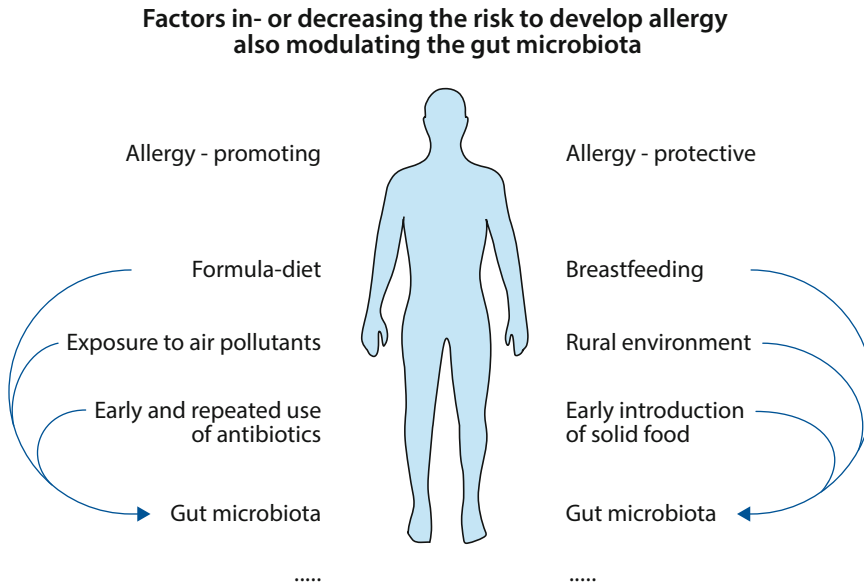 Factors in- or decreasing the risk to develop allergy
also modulating the gut microbiota
Allergy - promoting
Allergy - protective
Formula-diet
Breastfeeding
Exposure to air pollutants
Rural environment
Early and repeated use
of antibiotics
Early introduction
of solid food
Gut microbiota
Gut microbiota
.....
.....